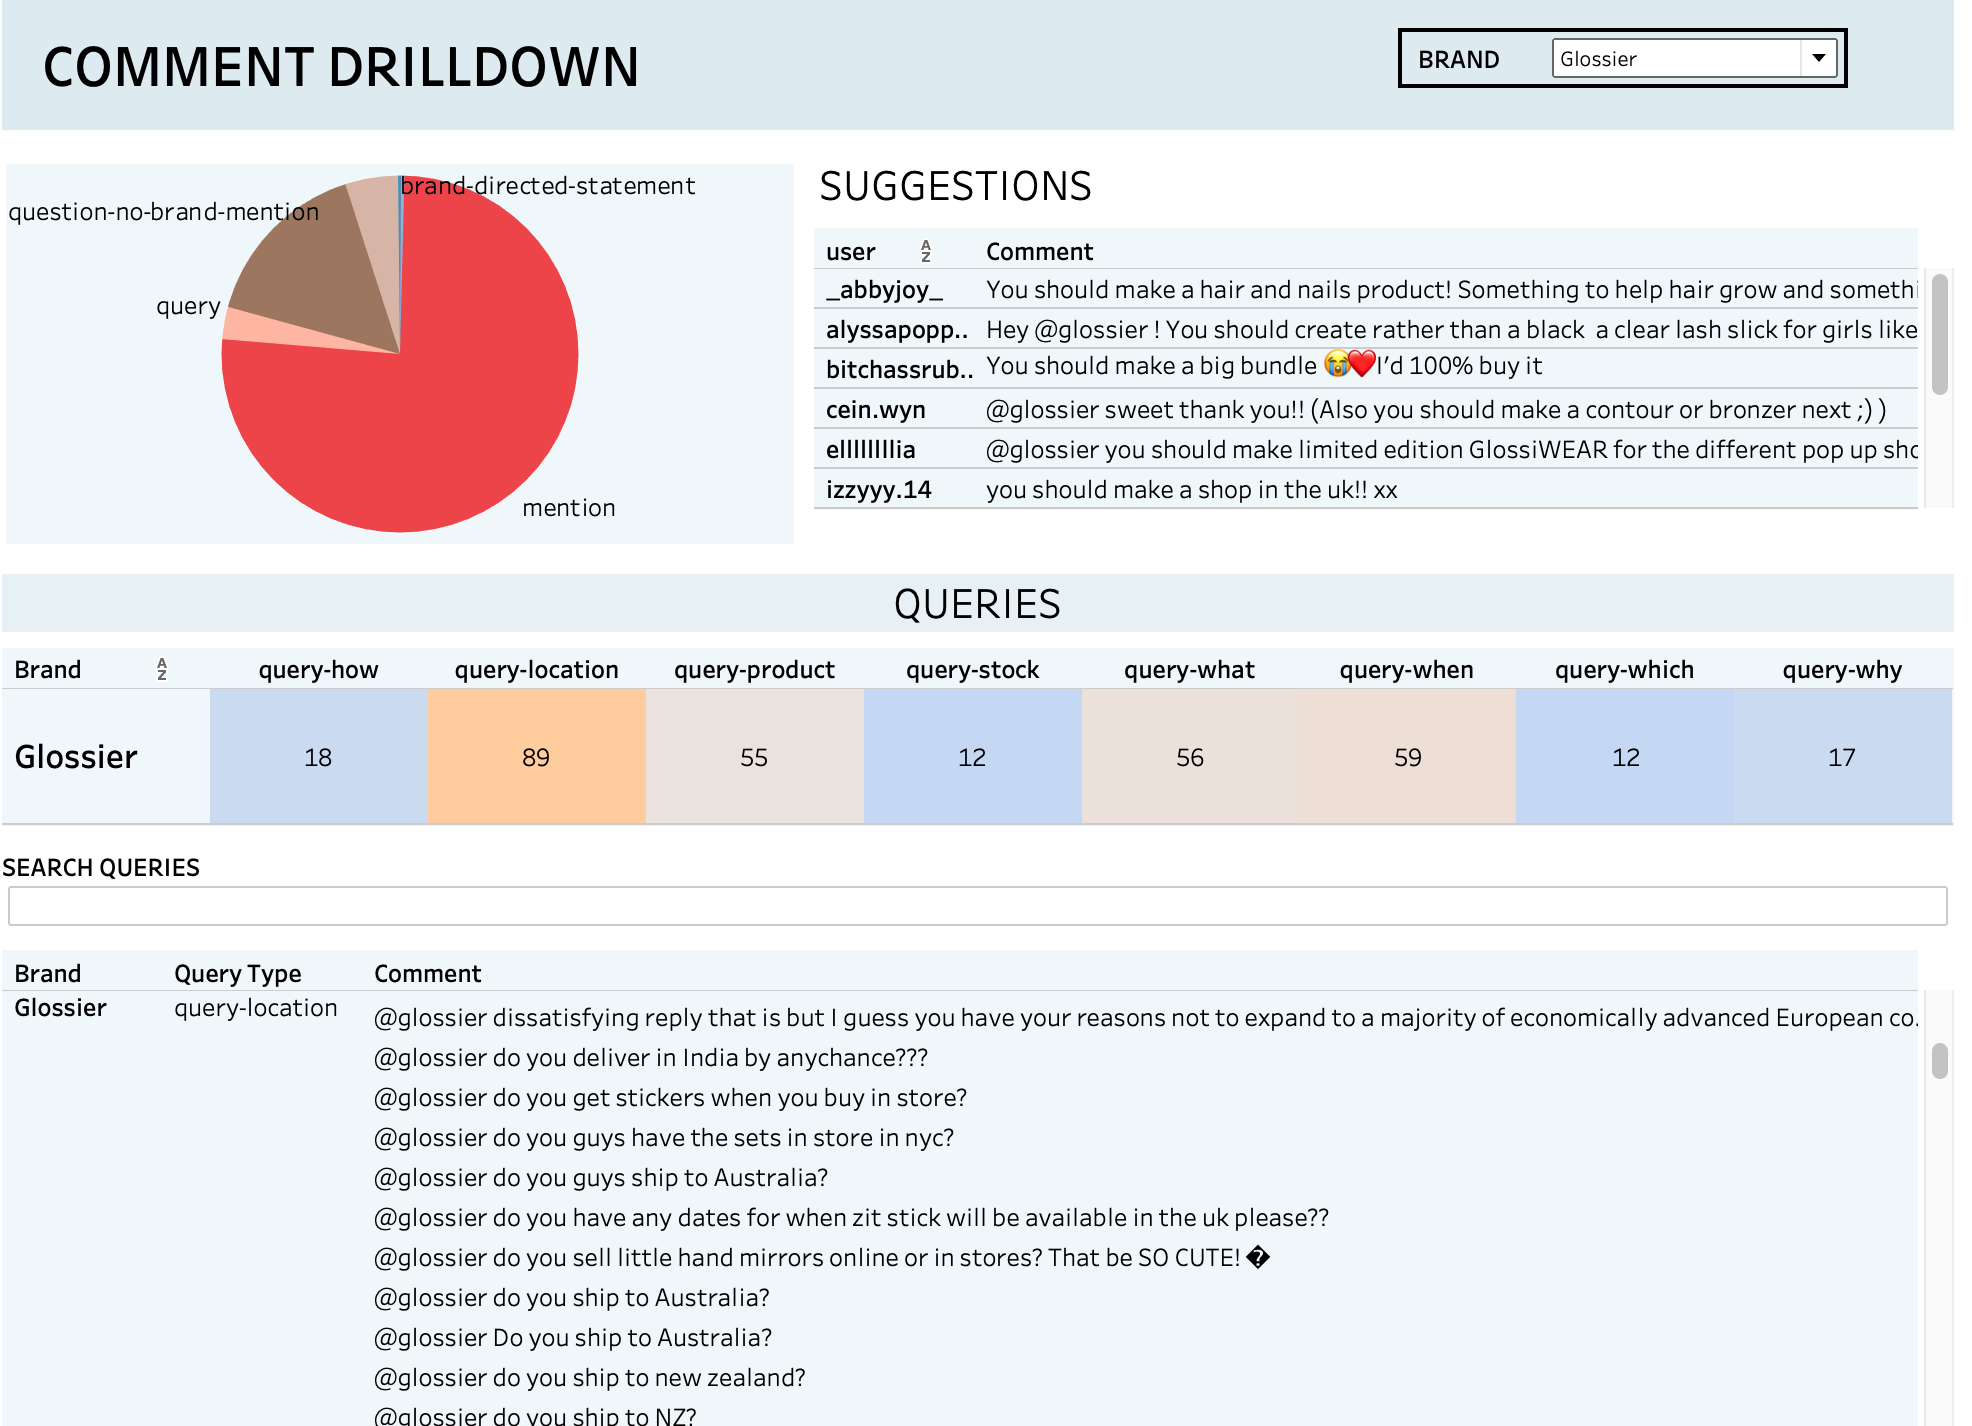 COMMENT DRILLDOWN
BRAND Glossier
brand-directed-statement
question-no-brand-mention
query
mention
SUGGESTIONS
user AZ Comment
_abbyjoy_ You should make a hair and nails product! Something to help hair grow and somethi
alyssapopp.. Hey @glossier ! You should create rather than a black a clear lash slick for girls like
bitchassrub.. You should make a big bundle 😭❤️I'd 100% buy it
cein.wyn @glossier sweet thank you!! (Also you should make a contour or bronzer next ;) )
elllllllllia @glossier you should make limited edition GlossiWEAR for the different pop up sho
izzyyy.14 you should make a shop in the uk!! xx
QUERIES
Brand AZ query-how query-location query-product query-stock query-what query-when query-which query-why
Glossier 18 89 55 12 56 59 12 17
SEARCH QUERIES
Brand Query Type Comment
Glossier query-location @glossier dissatisfying reply that is but I guess you have your reasons not to expand to a majority of economically advanced European co.
@glossier do you deliver in India by anychance???
@glossier do you get stickers when you buy in store?
@glossier do you guys have the sets in store in nyc?
@glossier do you guys ship to Australia?
@glossier do you have any dates for when zit stick will be available in the uk please??
@glossier do you sell little hand mirrors online or in stores? That be SO CUTE! �
@glossier do you ship to Australia?
@glossier Do you ship to Australia?
@glossier do you ship to new zealand?
@glossier do you ship to NZ?